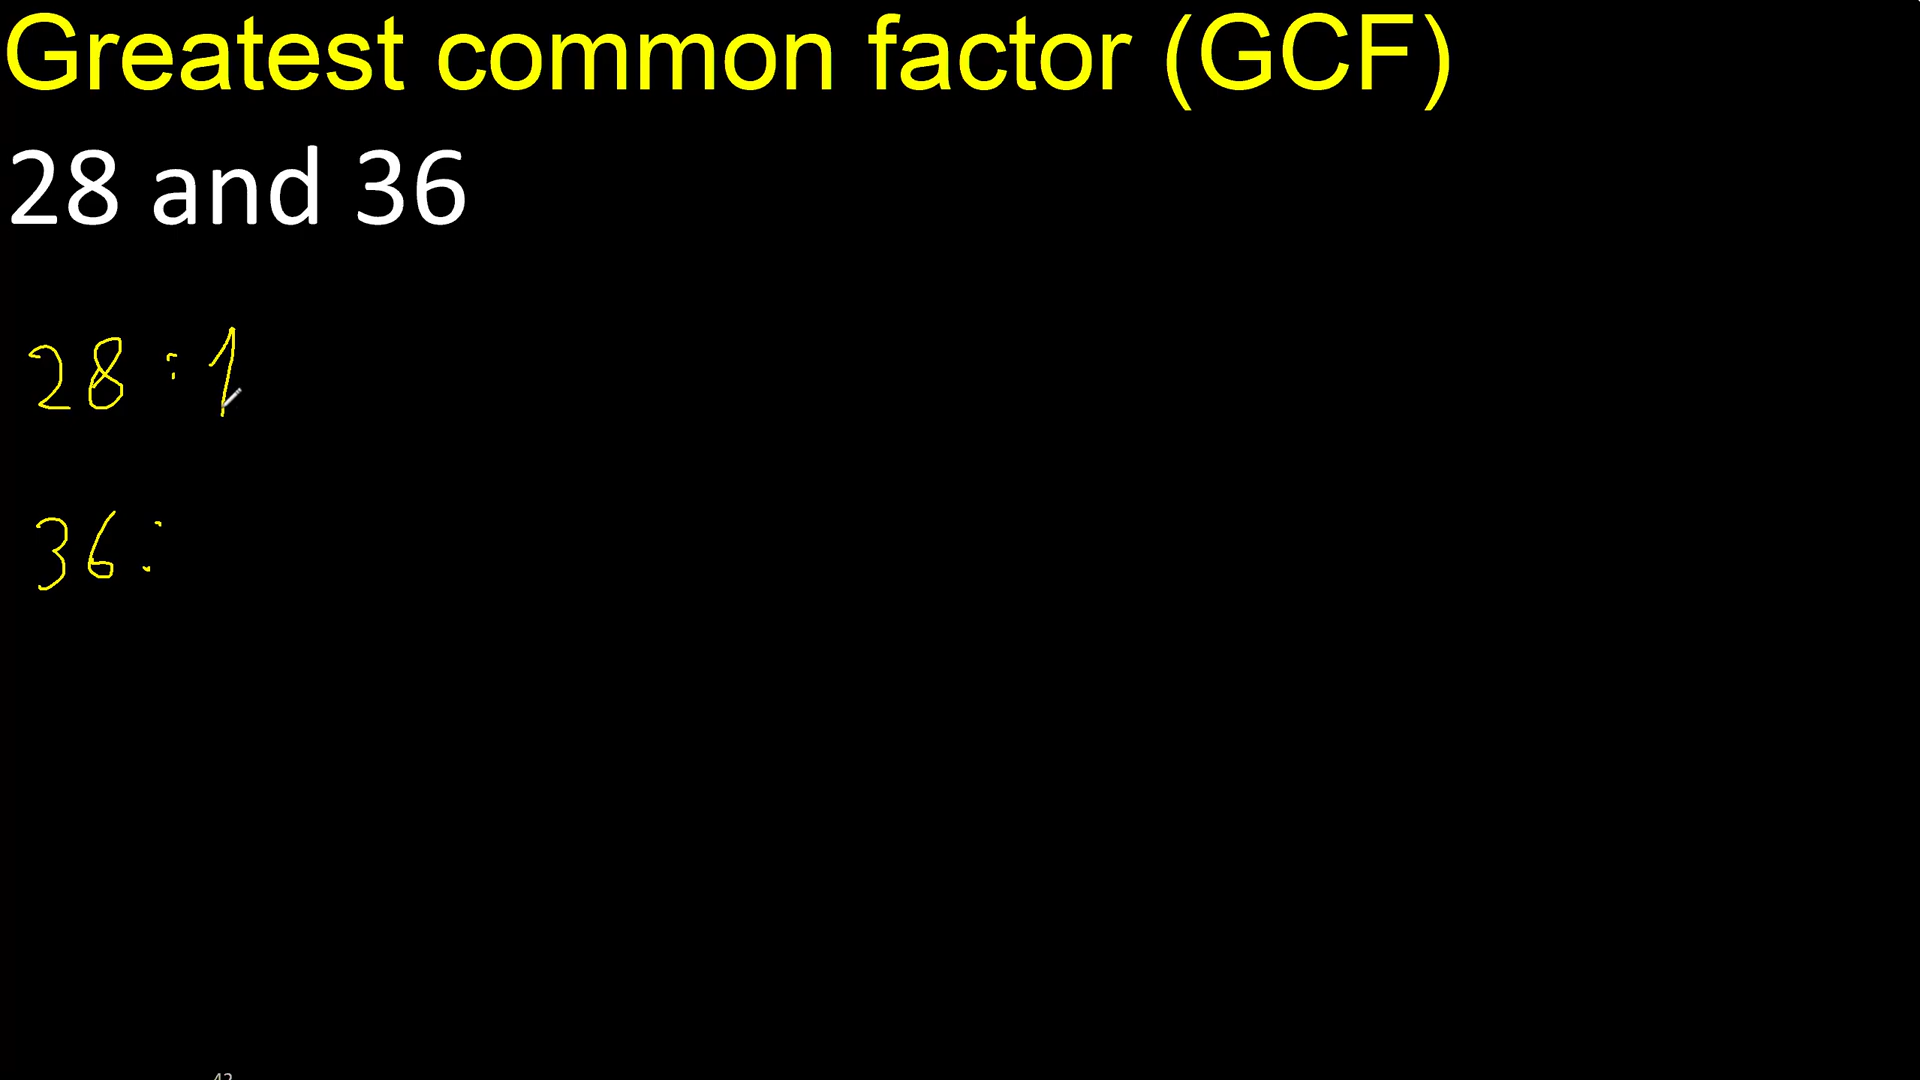 Greatest common factor (GCF)
28 and 36
28 : 1
36 :